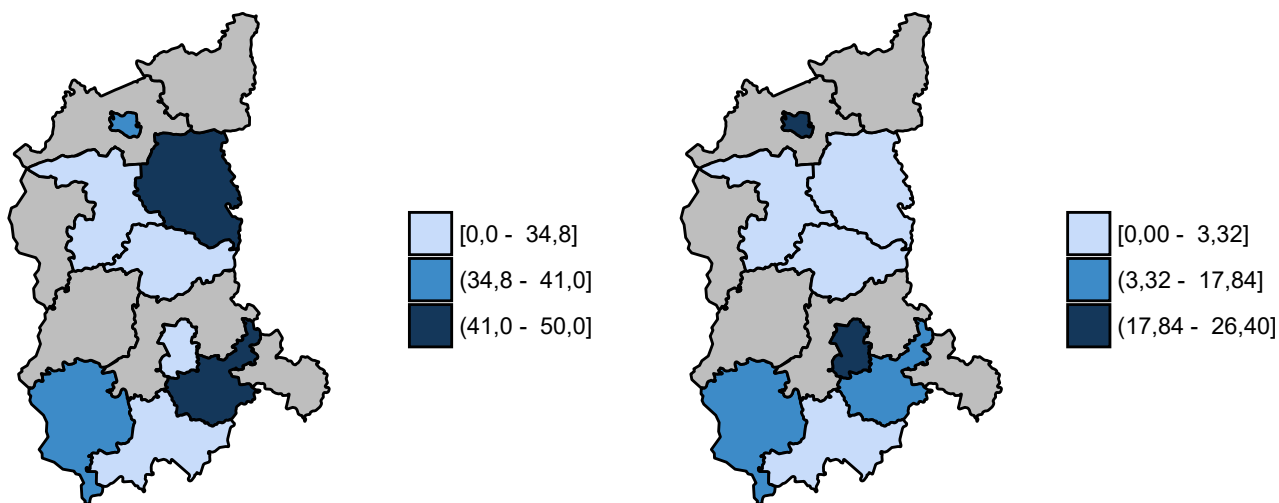 [0,0 -  34,8]
(34,8 -  41,0]
(41,0 -  50,0]
[0,00 -  3,32]
(3,32 -  17,84]
(17,84 -  26,40]